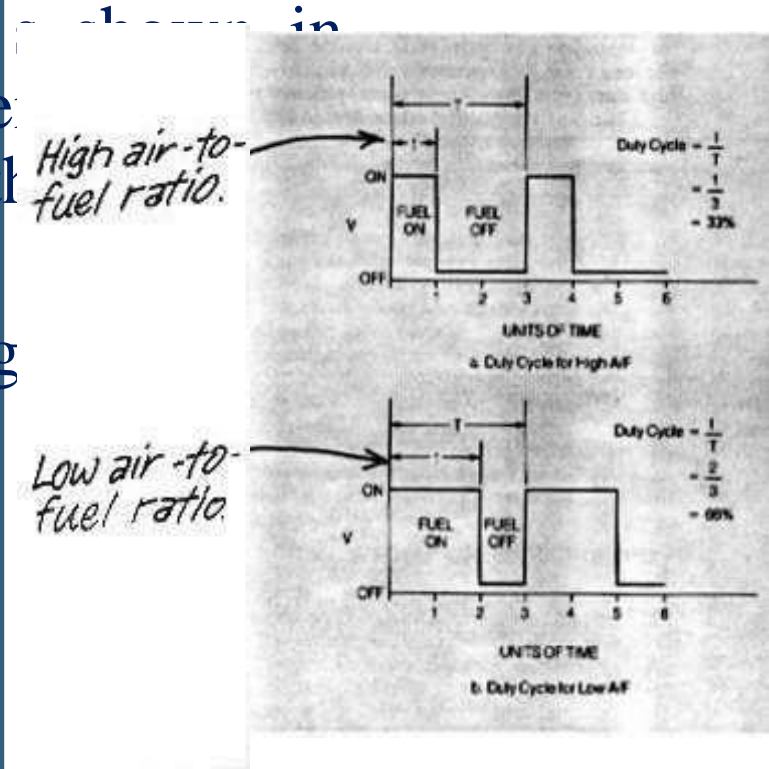 s shown in
High air-to-
fuel ratio.
T
t
ON
V
FUEL
ON
FUEL
OFF
OFF
1 2 3 4 5 6
UNITS OF TIME
a. Duty Cycle for High A/F
Duty Cycle = t/T
= 1/3
= 33%
g
Low air-to-
fuel ratio.
T
t
ON
V
FUEL
ON
FUEL
OFF
OFF
1 2 3 4 5 6
UNITS OF TIME
b. Duty Cycle for Low A/F
Duty Cycle = t/T
= 2/3
= 66%